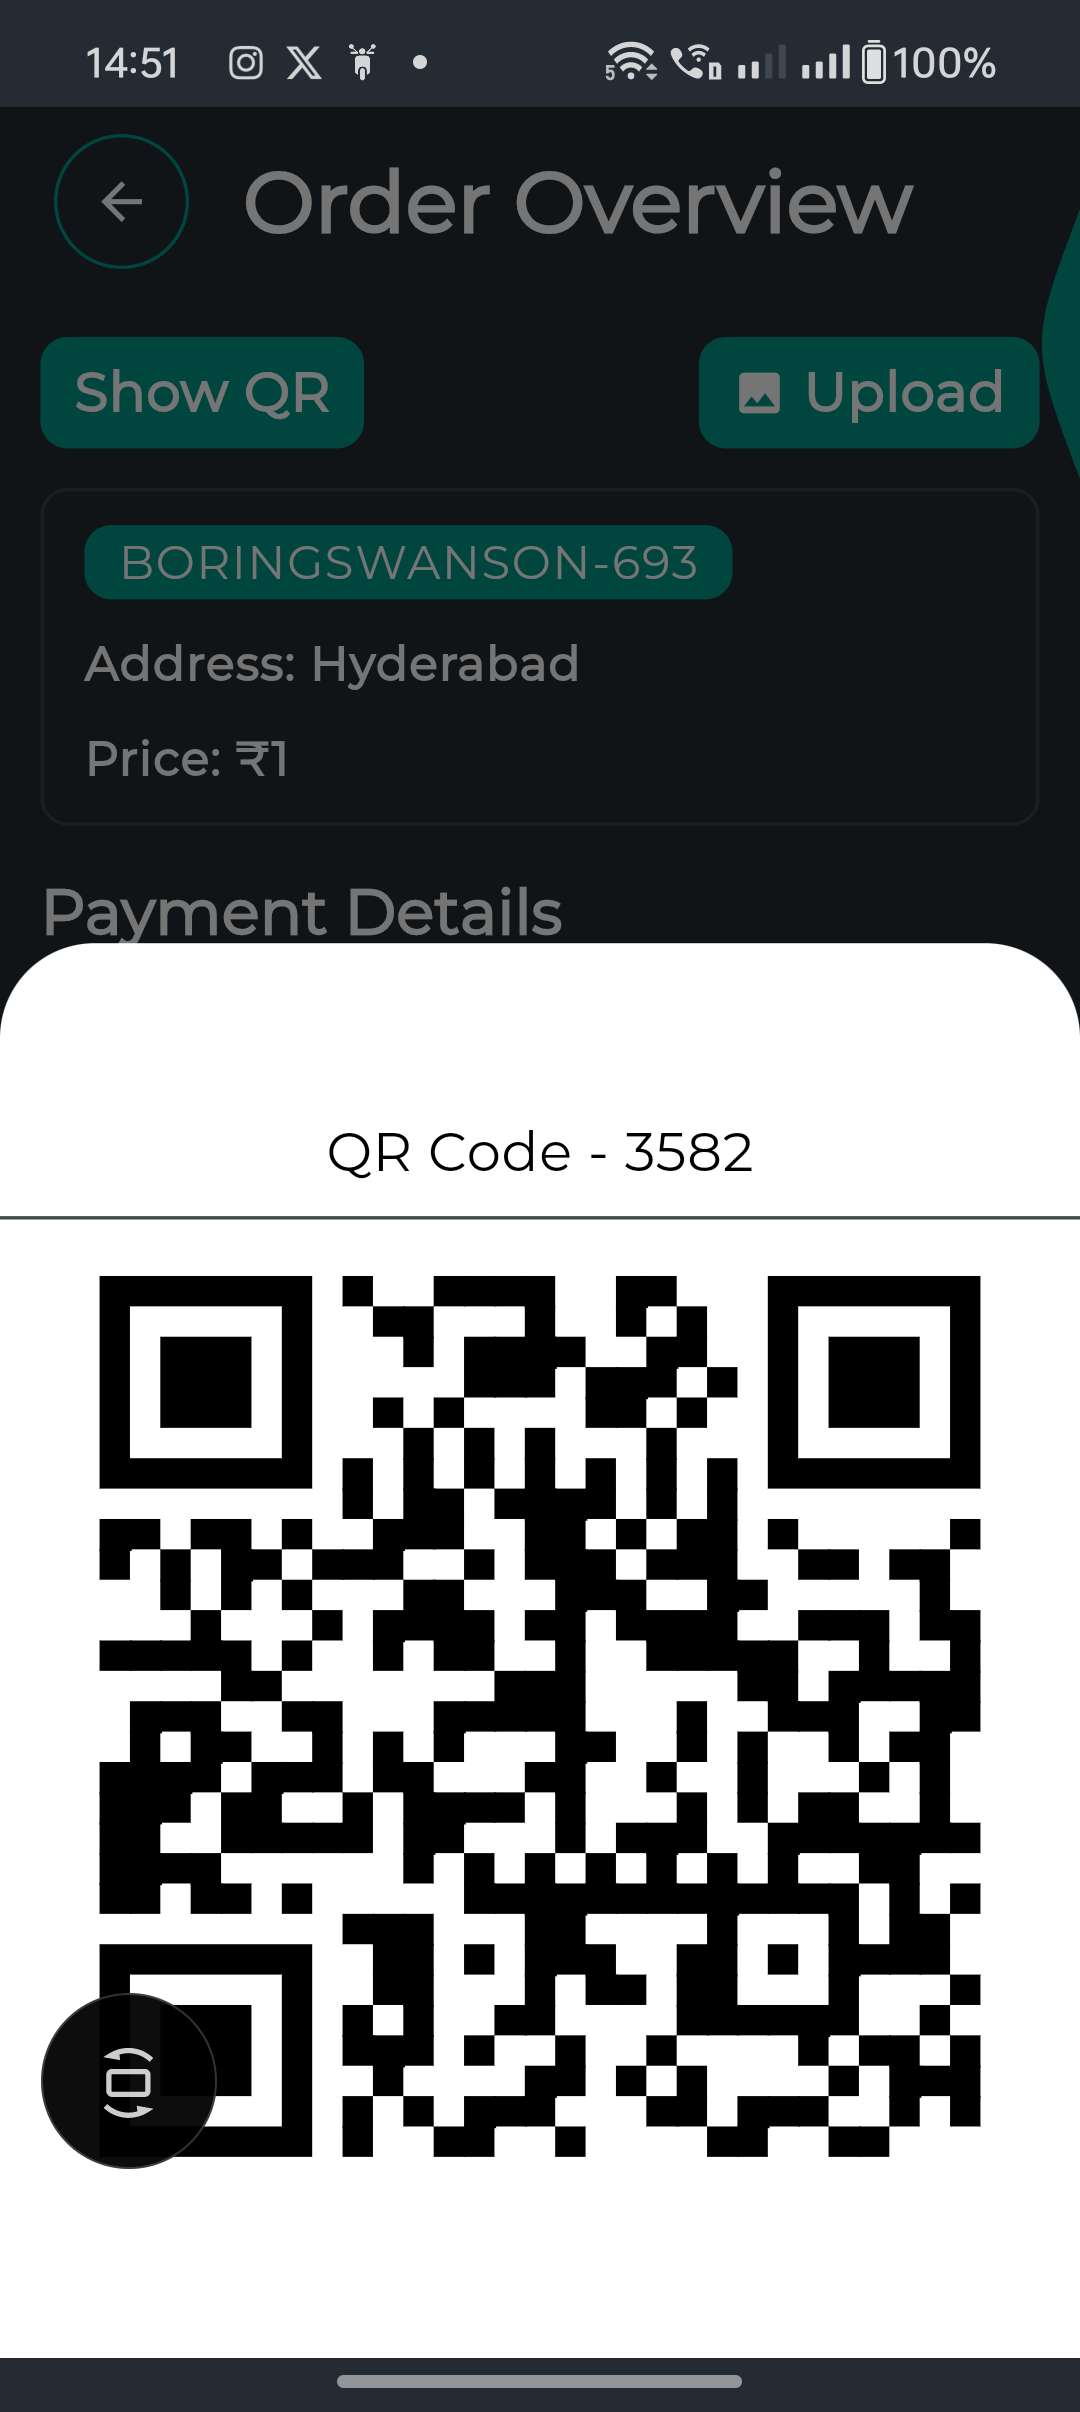 14:51
5
100%
Order Overview
Show QR
Upload
BORINGSWANSON-693
Address: Hyderabad
Price: ₹1
Payment Details
QR Code - 3582